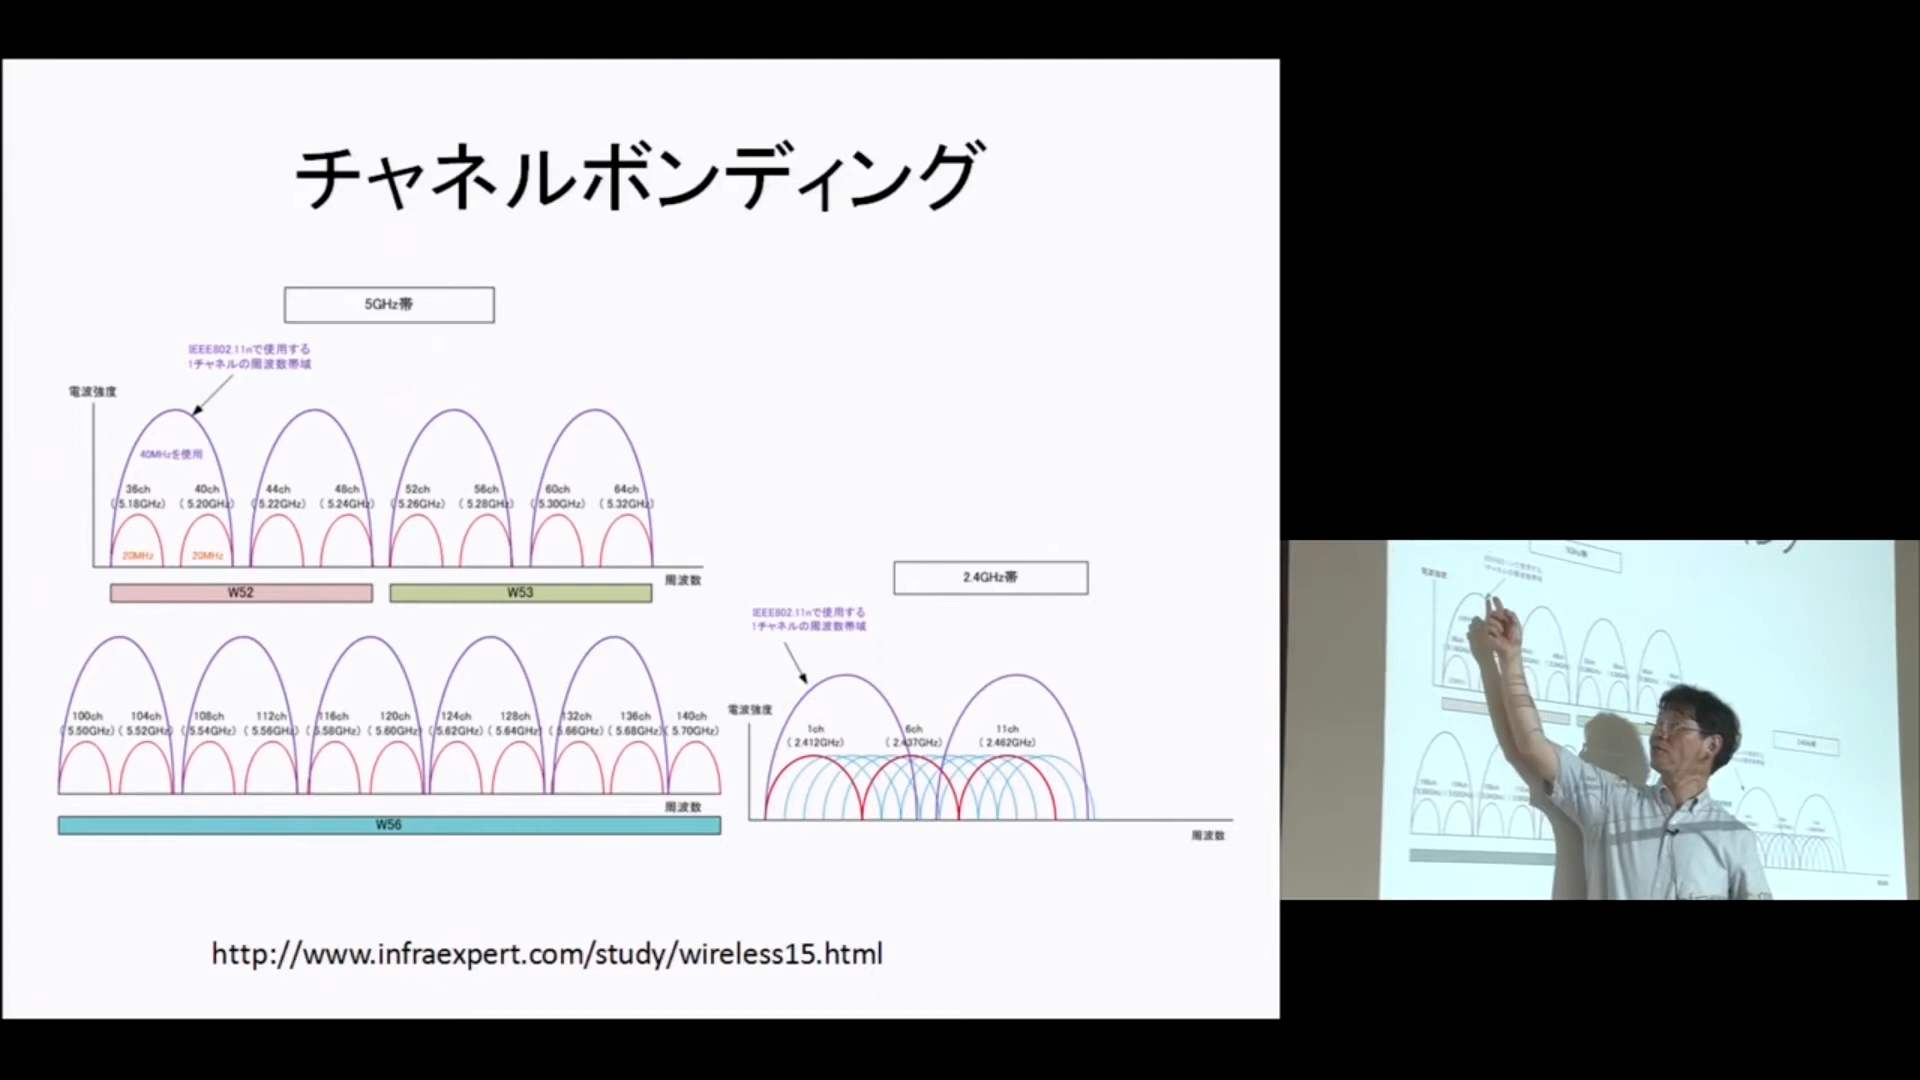 チャネルボンディング
5GHz帯
IEEE802.11nで使用する
1チャネルの周波数帯域
電波強度
40MHzを使用
36ch 40ch 44ch 48ch 52ch 56ch 60ch 64ch
(5.18GHz) (5.20GHz) (5.22GHz) (5.24GHz) (5.26GHz) (5.28GHz) (5.30GHz) (5.32GHz)
20MHz 20MHz
周波数
W52 W53
100ch 104ch 108ch 112ch 116ch 120ch 124ch 128ch 132ch 136ch 140ch
(5.50GHz) (5.52GHz) (5.54GHz) (5.56GHz) (5.58GHz) (5.60GHz) (5.62GHz) (5.64GHz) (5.66GHz) (5.68GHz) (5.70GHz)
周波数
W56
2.4GHz帯
IEEE802.11nで使用する
1チャネルの周波数帯域
電波強度
1ch 6ch 11ch
(2.412GHz) (2.437GHz) (2.462GHz)
周波数
http://www.infraexpert.com/study/wireless15.html